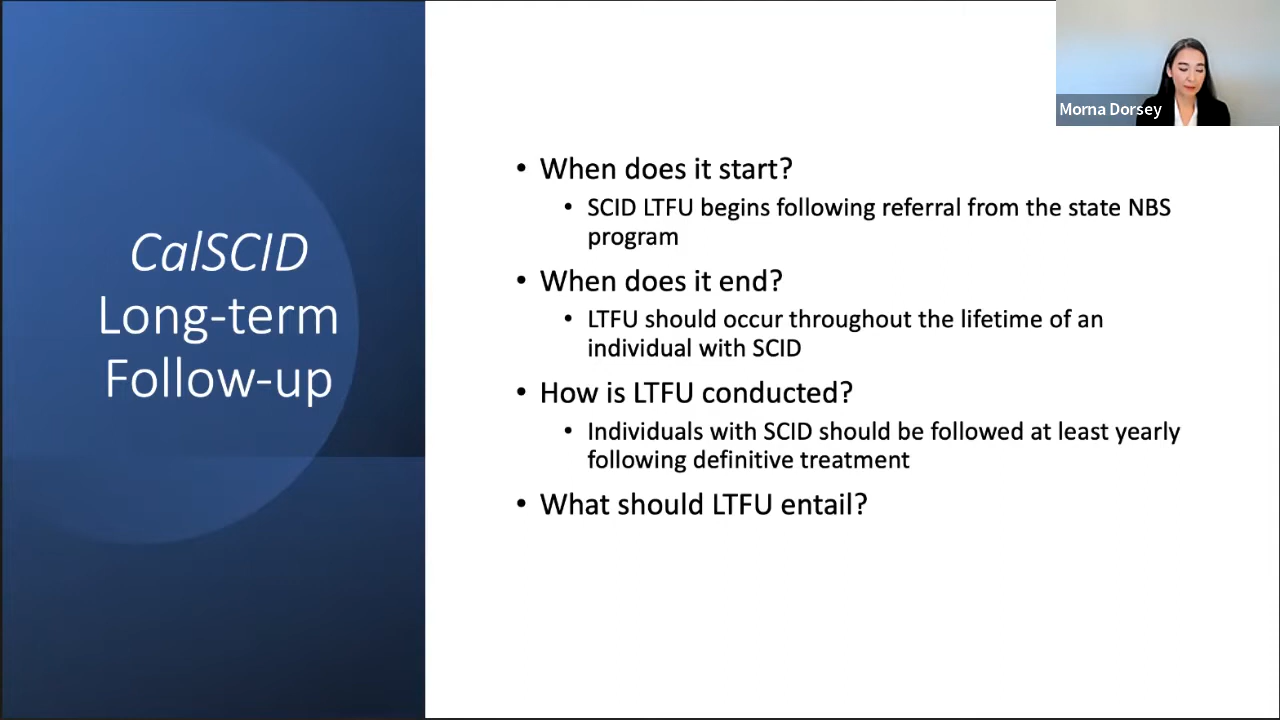 CalSCID
Long-term
Follow-up
Morna Dorsey
• When does it start?
• SCID LTFU begins following referral from the state NBS
program
• When does it end?
• LTFU should occur throughout the lifetime of an
individual with SCID
• How is LTFU conducted?
• Individuals with SCID should be followed at least yearly
following definitive treatment
• What should LTFU entail?